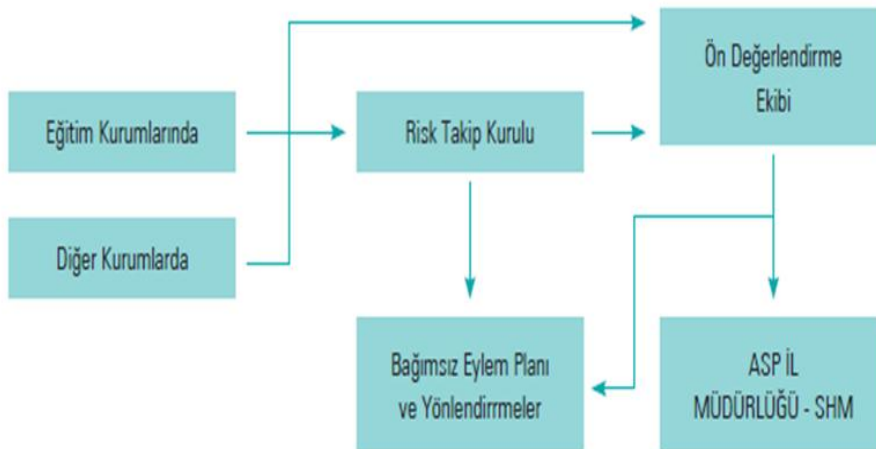 Ön Değerlendirme
Ekibi
Eğitim Kurumlarında
Risk Takip Kurulu
Diğer Kurumlarda
Bağımsız Eylem Planı
ve Yönlendirrmeler
ASP İL
MÜDÜRLÜĞÜ - SHM